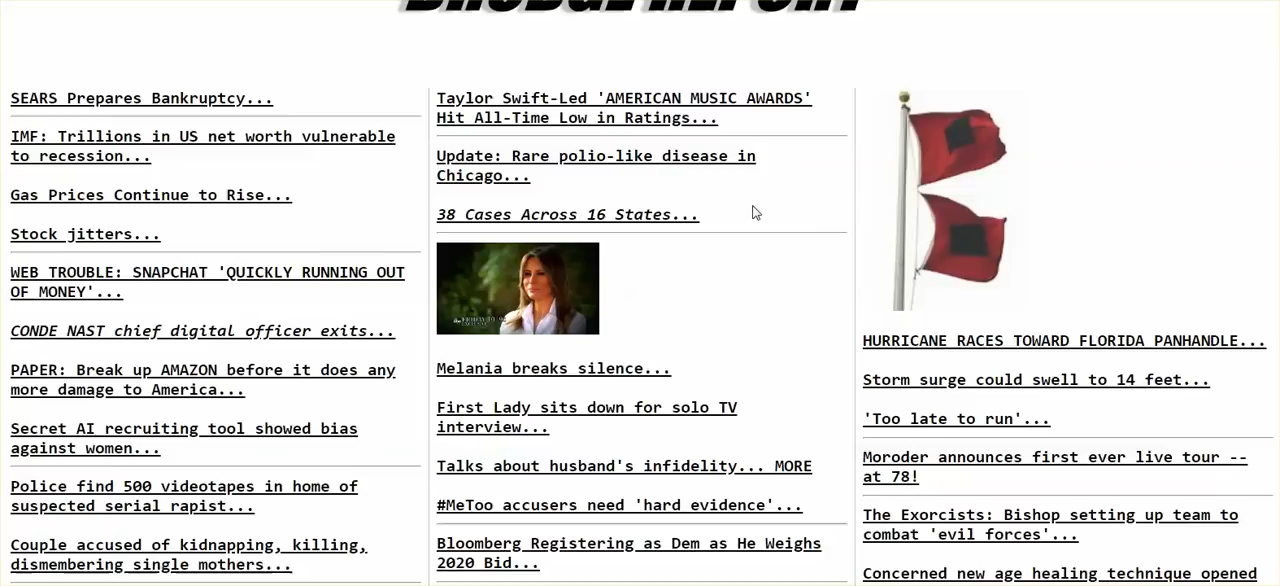 DRUDGE REPORT
SEARS Prepares Bankruptcy...
IMF: Trillions in US net worth vulnerable
to recession...
Gas Prices Continue to Rise...
Stock jitters...
WEB TROUBLE: SNAPCHAT 'QUICKLY RUNNING OUT
OF MONEY'...
CONDE NAST chief digital officer exits...
PAPER: Break up AMAZON before it does any
more damage to America...
Secret AI recruiting tool showed bias
against women...
Police find 500 videotapes in home of
suspected serial rapist...
Couple accused of kidnapping, killing,
dismembering single mothers...
Taylor Swift-Led 'AMERICAN MUSIC AWARDS'
Hit All-Time Low in Ratings...
Update: Rare polio-like disease in
Chicago...
38 Cases Across 16 States...
Melania breaks silence...
First Lady sits down for solo TV
interview...
Talks about husband's infidelity... MORE
#MeToo accusers need 'hard evidence'...
Bloomberg Registering as Dem as He Weighs
2020 Bid...
HURRICANE RACES TOWARD FLORIDA PANHANDLE...
Storm surge could swell to 14 feet...
'Too late to run'...
Moroder announces first ever live tour --
at 78!
The Exorcists: Bishop setting up team to
combat 'evil forces'...
Concerned new age healing technique opened